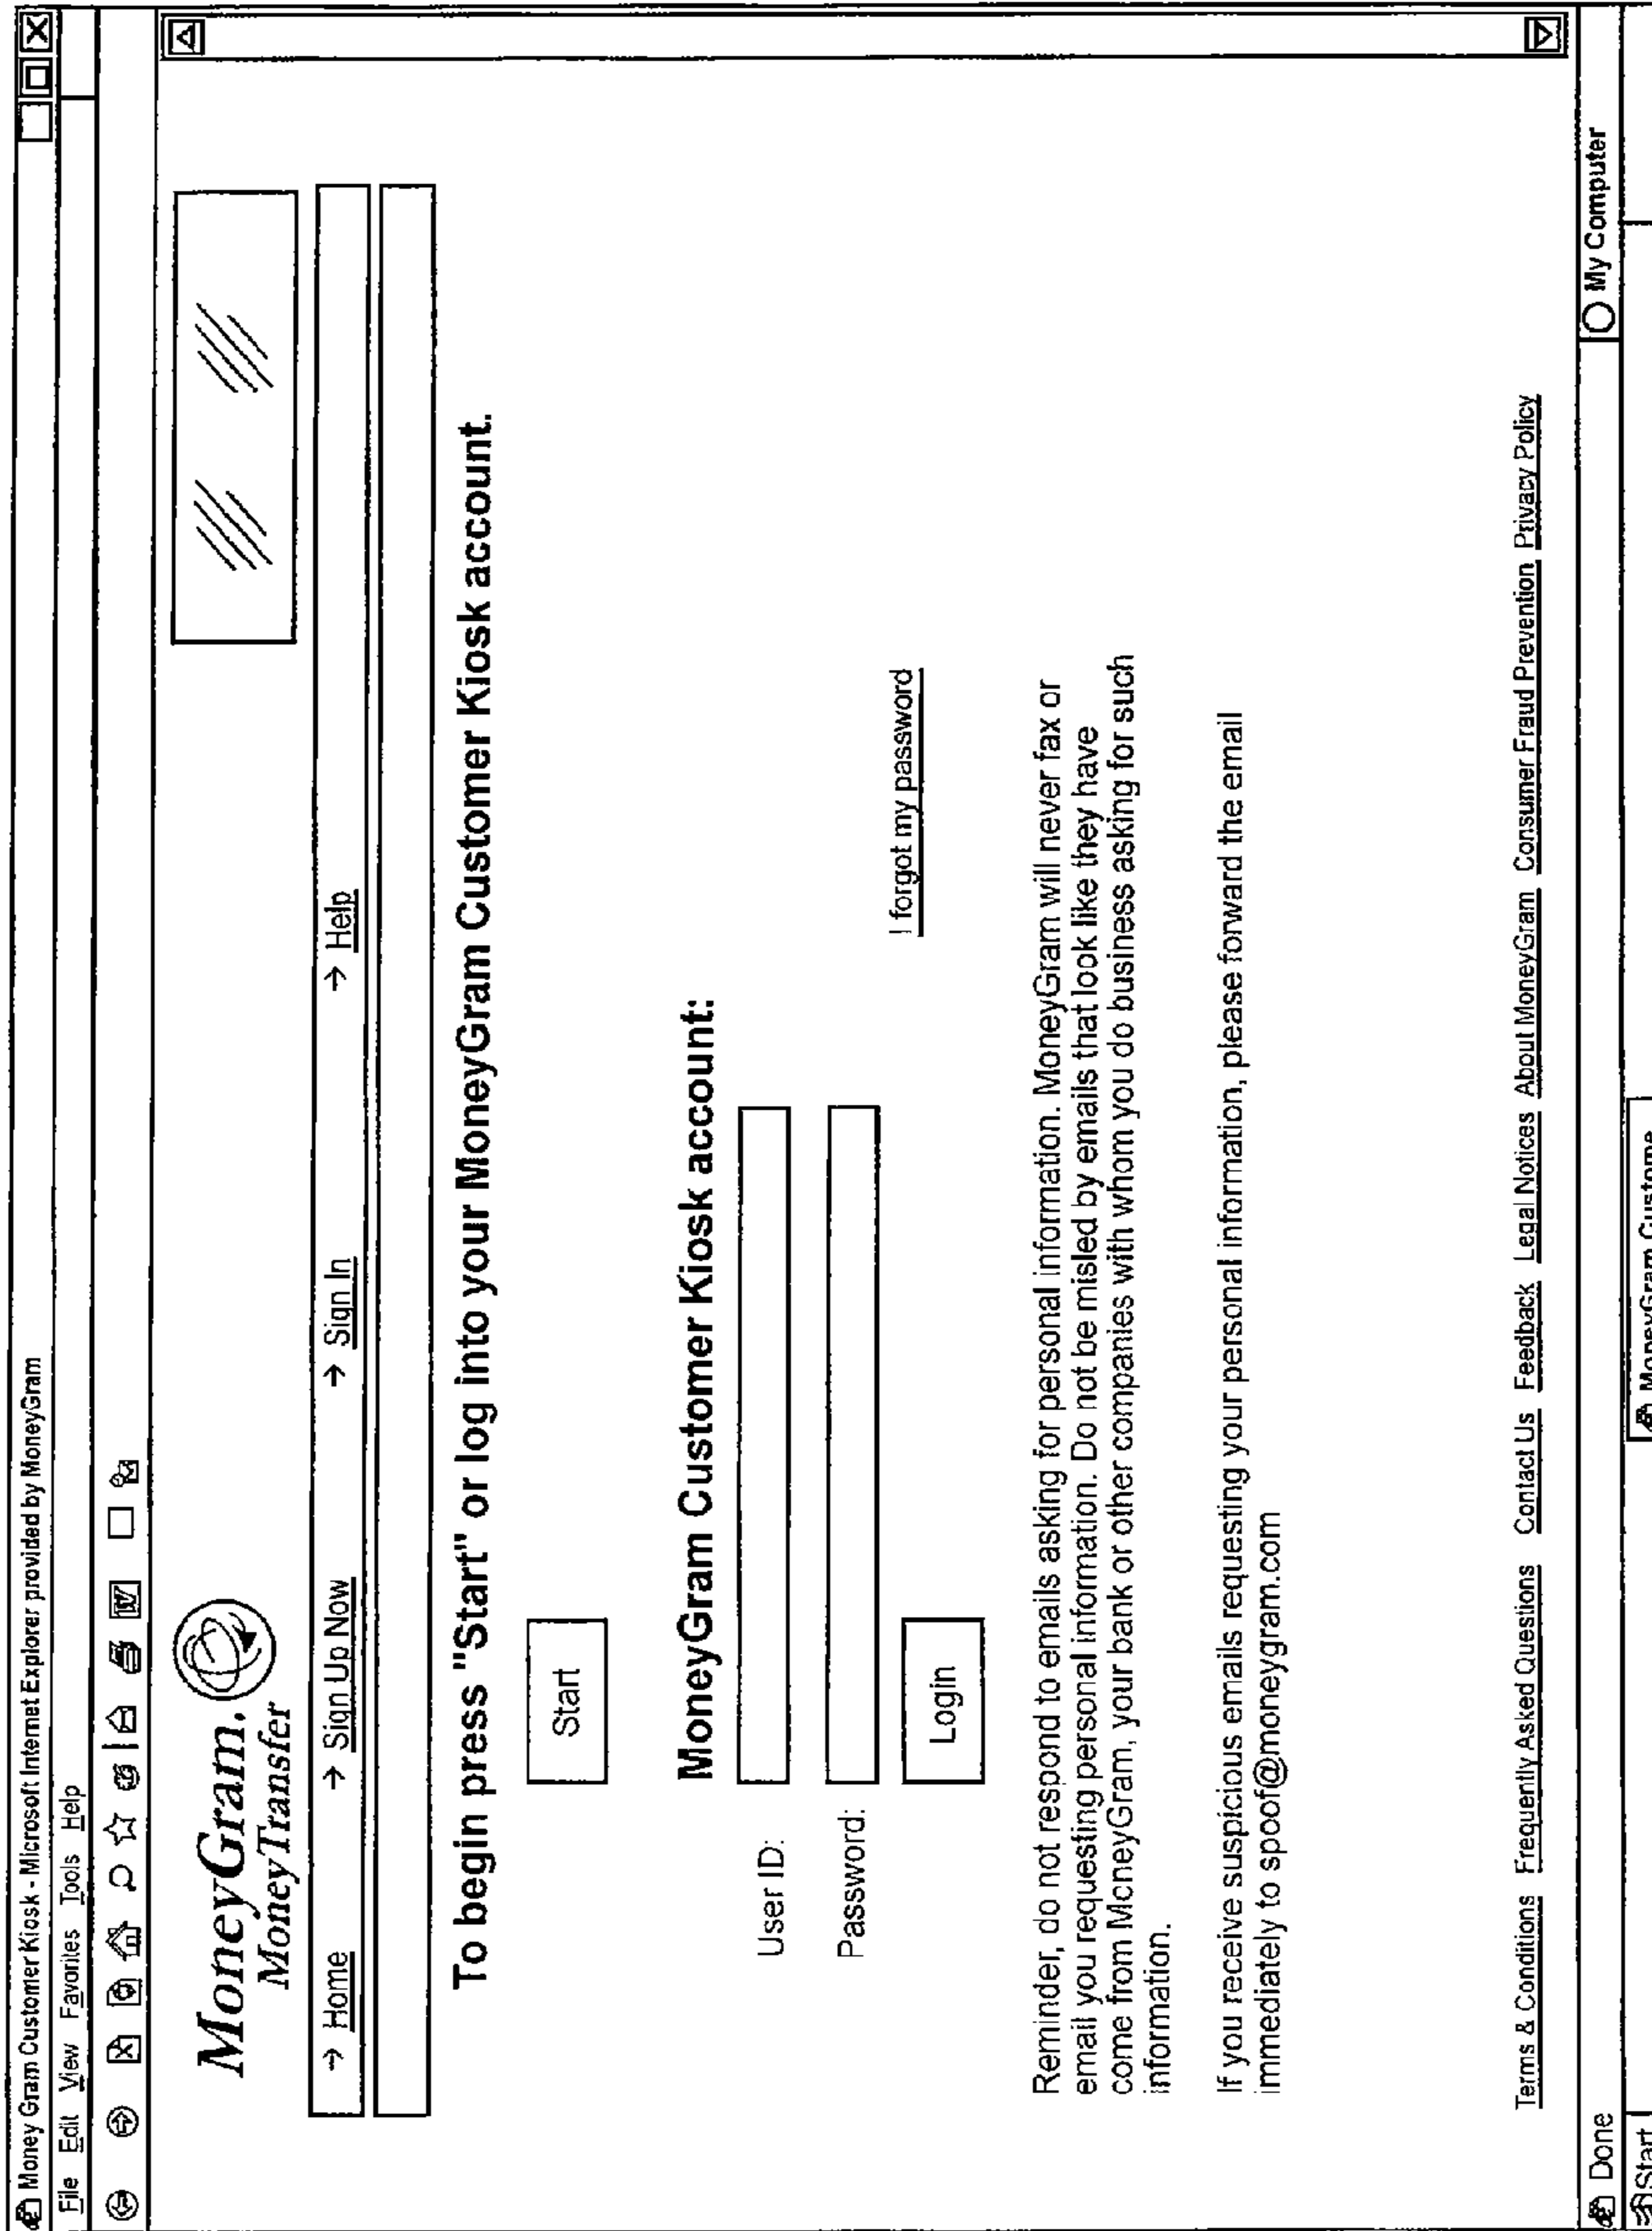 Money Gram Customer Kiosk - Microsoft Internet Explorer provided by MoneyGram
File Edit View Favorites Tools Help
W
MoneyGram.
MoneyTransfer
→ Home → Sign Up Now → Sign In → Help
To begin press "Start" or log into your MoneyGram Customer Kiosk account.
Start
MoneyGram Customer Kiosk account:
User ID:
Password:
I forgot my password
Login
Reminder, do not respond to emails asking for personal information. MoneyGram will never fax or
email you requesting personal information. Do not be misled by emails that look like they have
come from MoneyGram, your bank or other companies with whom you do business asking for such
information.
If you receive suspicious emails requesting your personal information, please forward the email
immediately to spoof@moneygram.com
Terms & Conditions Frequently Asked Questions Contact Us Feedback Legal Notices About MoneyGram Consumer Fraud Prevention Privacy Policy
Done My Computer
Start MoneyGram Custome